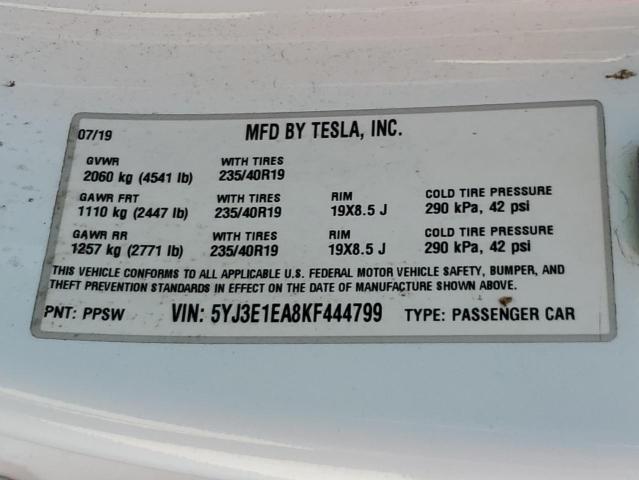 07/19 MFD BY TESLA, INC.
GVWR WITH TIRES
2060 kg (4541 lb) 235/40R19
GAWR FRT WITH TIRES RIM COLD TIRE PRESSURE
1110 kg (2447 lb) 235/40R19 19X8.5 J 290 kPa, 42 psi
GAWR RR WITH TIRES RIM COLD TIRE PRESSURE
1257 kg (2771 lb) 235/40R19 19X8.5 J 290 kPa, 42 psi
THIS VEHICLE CONFORMS TO ALL APPLICABLE U.S. FEDERAL MOTOR VEHICLE SAFETY, BUMPER, AND
THEFT PREVENTION STANDARDS IN EFFECT ON THE DATE OF MANUFACTURE SHOWN ABOVE.
PNT: PPSW VIN: 5YJ3E1EA8KF444799 TYPE: PASSENGER CAR